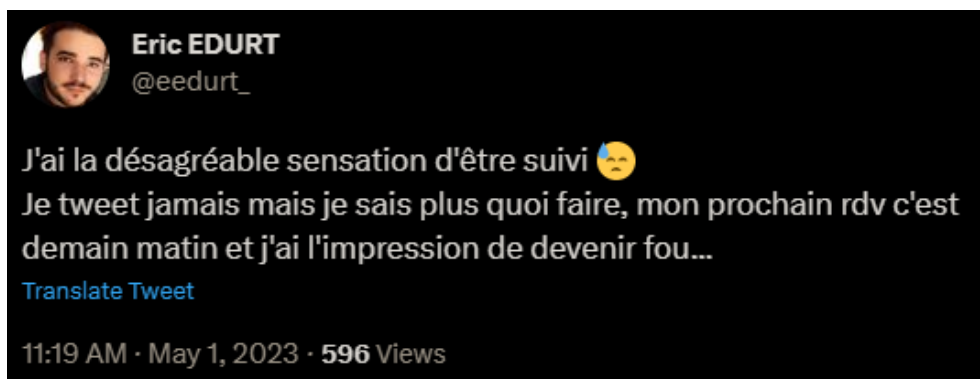 Eric EDURT
@eedurt_
J'ai la désagréable sensation d'être suivi 😓
Je tweet jamais mais je sais plus quoi faire, mon prochain rdv c'est
demain matin et j'ai l'impression de devenir fou...
Translate Tweet
11:19 AM · May 1, 2023 · 596 Views